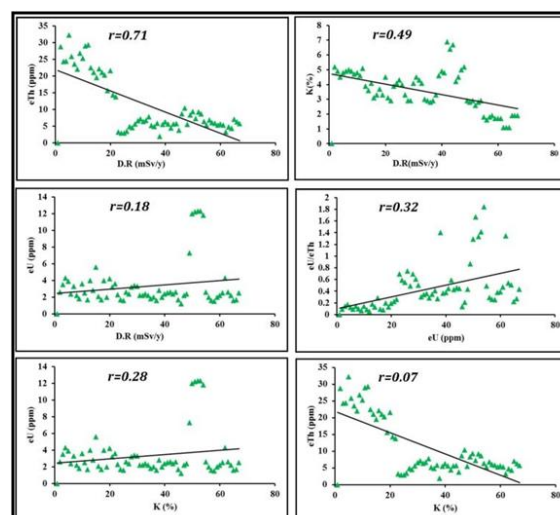 r=0.71
35
30
25
20
15
10
5
0
eTh (ppm)
0 20 40 60 80
D.R (mSv/y)
r=0.49
8
7
6
5
4
3
2
1
0
K(%)
0 20 40 60 80
D.R(mSv/y)
r=0.18
14
12
10
8
6
4
2
0
eU (ppm)
0 20 40 60 80
D.R (mSv/y)
r=0.32
2
1.8
1.6
1.4
1.2
1
0.8
0.6
0.4
0.2
0
eU/eTh
0 20 40 60 80
eU (ppm)
r=0.28
14
12
10
8
6
4
2
0
eU (ppm)
0 20 40 60 80
K (%)
r=0.07
35
30
25
20
15
10
5
0
eTh (ppm)
0 20 40 60 80
K (%)